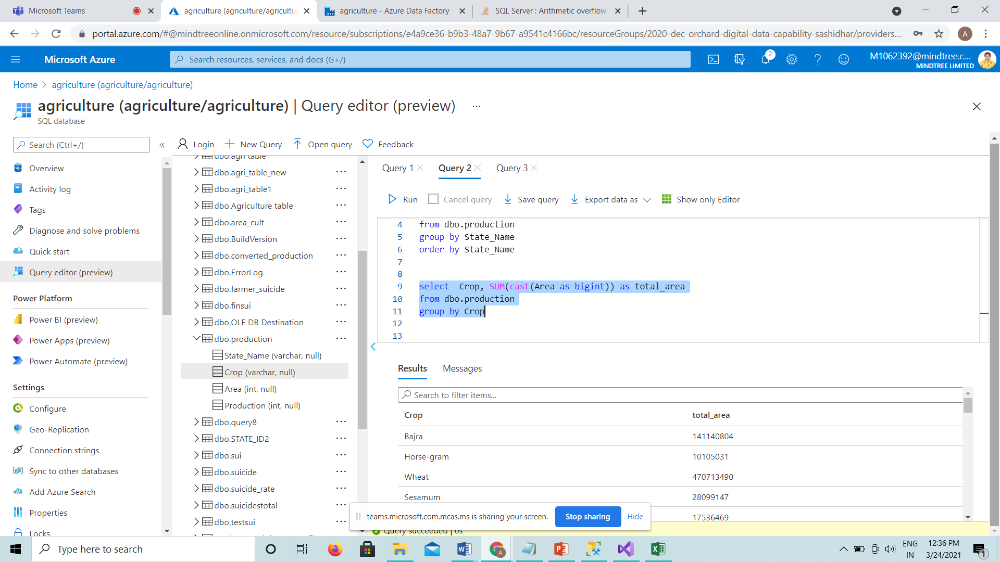 Microsoft Teams
agriculture (agriculture/agricultur
agriculture - Azure Data Factory
SQL Server : Arithmetic overflow
portal.azure.com/#@mindtreeonline.onmicrosoft.com/resource/subscriptions/e4a9ce36-b9b3-48a7-9b67-a9541c4166bc/resourceGroups/2020-dec-orchard-digital-data-capability-sashidhar/providers...
A
Microsoft Azure
Search resources, services, and docs (G+/)
2
M1062392@mindtree.c...
MINDTREE LIMITED
Home > agriculture (agriculture/agriculture)
agriculture (agriculture/agriculture) | Query editor (preview) ...
SQL database
Search (Ctrl+/)
«
Login
New Query
Open query
Feedback
Overview
Activity log
Tags
Diagnose and solve problems
Quick start
Query editor (preview)
Power Platform
Power BI (preview)
Power Apps (preview)
Power Automate (preview)
Settings
Configure
Geo-Replication
Connection strings
Sync to other databases
Add Azure Search
Properties
Locks
dbo.agri table
dbo.agri_table_new
dbo.agri_table1
dbo.Agriculture table
dbo.area_cult
dbo.BuildVersion
dbo.converted_production
dbo.ErrorLog
dbo.farmer_suicide
dbo.finsui
dbo.OLE DB Destination
dbo.production
State_Name (varchar, null)
Crop (varchar, null)
Area (int, null)
Production (int, null)
dbo.query8
dbo.STATE_ID2
dbo.sui
dbo.suicide
dbo.suicide_rate
dbo.suicidestotal
dbo.testsui
Query 1
Query 2
Query 3
Run
Cancel query
Save query
Export data as
Show only Editor
4 from dbo.production
5 group by State_Name
6 order by State_Name
7
8
9 select  Crop, SUM(cast(Area as bigint)) as total_area
10 from dbo.production
11 group by Crop
12
13
Results
Messages
Search to filter items...
Crop total_area
Bajra 141140804
Horse-gram 10105031
Wheat 470713490
Sesamum 28099147
17536469
teams.microsoft.com.mcas.ms is sharing your screen.
Stop sharing
Hide
Query succeeded | 0s
Type here to search
ENG
IN
12:36 PM
3/24/2021
1